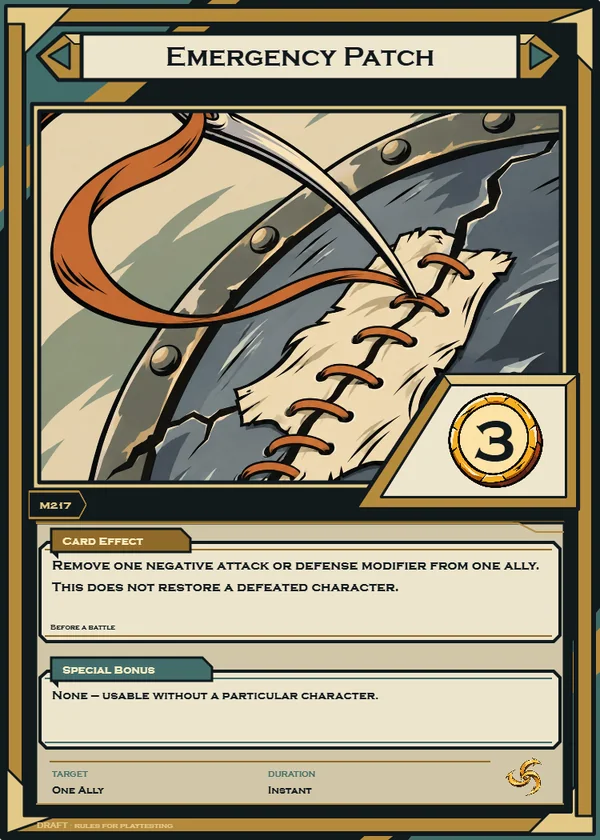 Emergency Patch
3
M217
Card Effect
Remove one negative attack or defense modifier from one ally.
This does not restore a defeated character.
Before a battle
Special Bonus
None – usable without a particular character.
Target
Duration
One Ally
Instant
DRAFT · RULES FOR PLAYTESTING